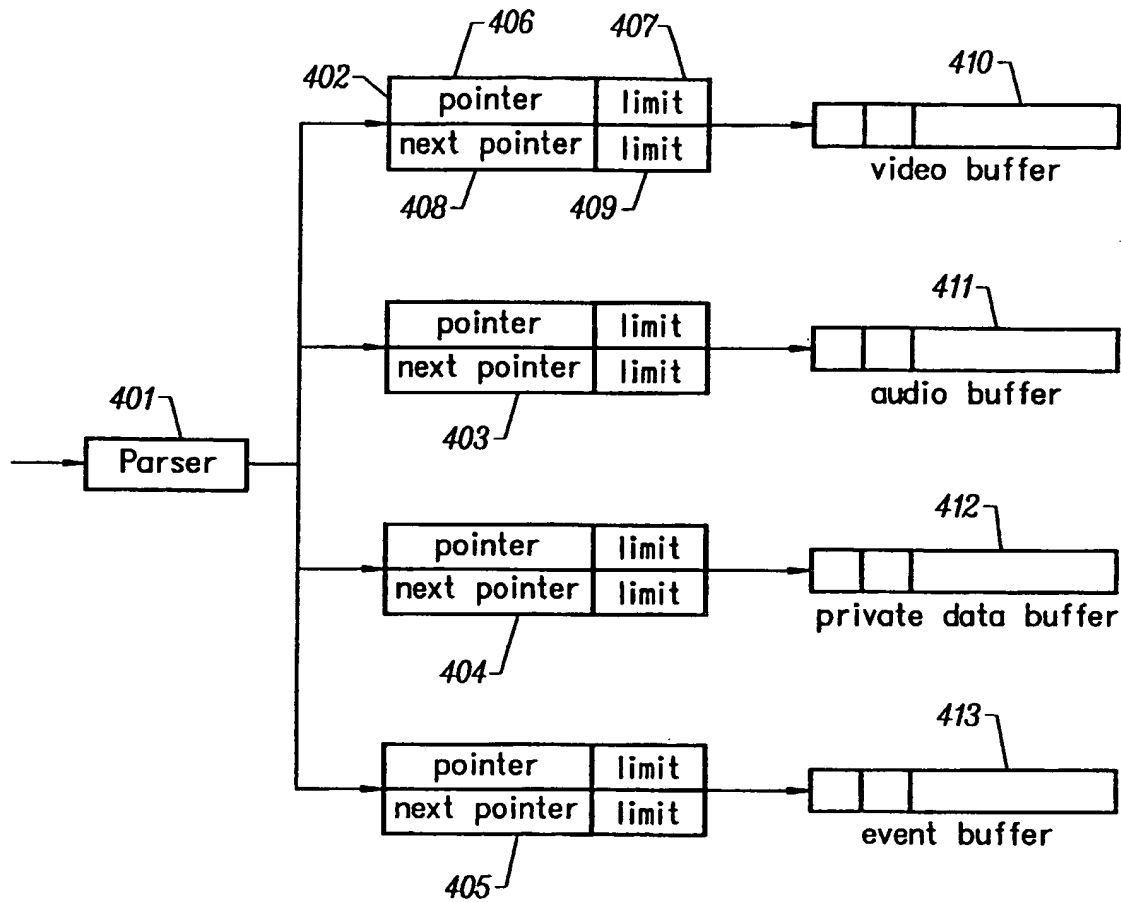 406
407
402
410
pointer limit
next pointer limit
video buffer
408
409
411
pointer limit
next pointer limit
audio buffer
401
403
Parser
412
pointer limit
next pointer limit
private data buffer
404
413
pointer limit
next pointer limit
event buffer
405